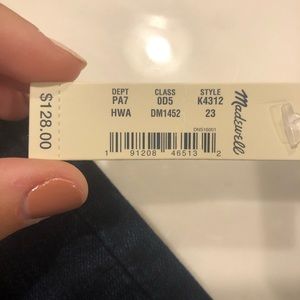 DEPT CLASS STYLE
PA7 0D5 K4312
HWA DM1452 23
Madewell
$128.00
1 91208 46513 2